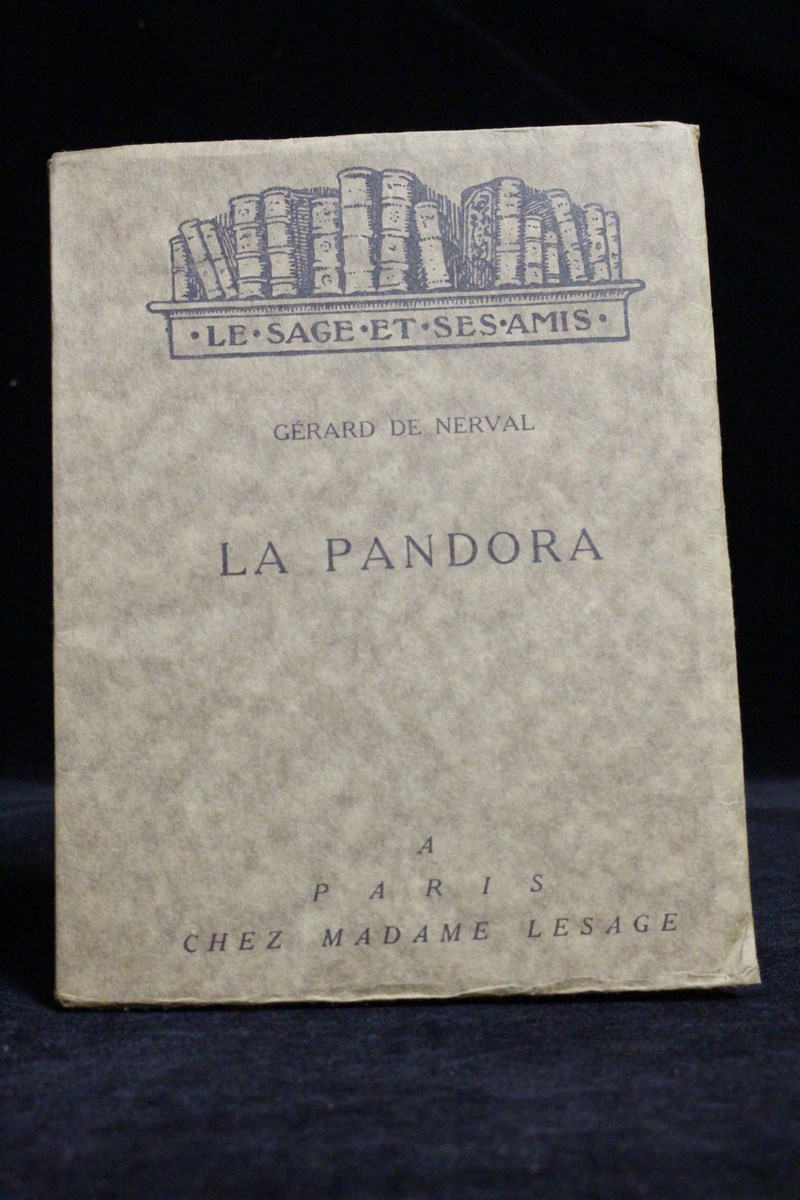 •LE•SAGE•ET•SES•AMIS•
GÉRARD DE NERVAL
LA PANDORA
A
PARIS
CHEZ MADAME LESAGE